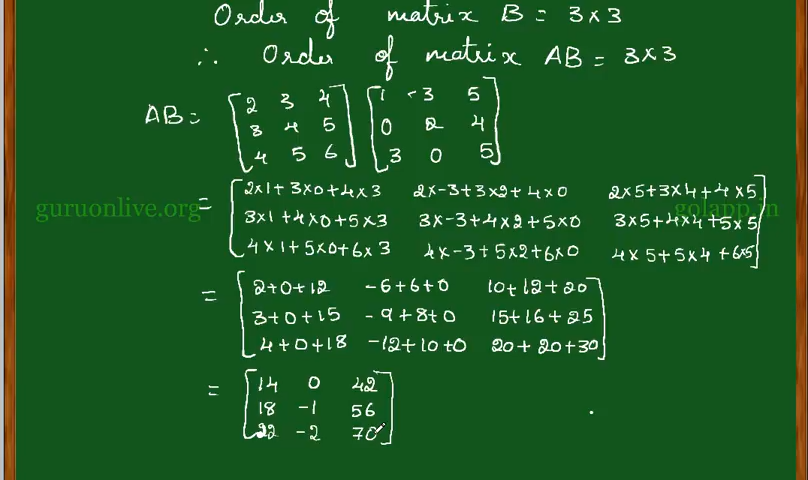 Order of matrix B = 3×3
∴ Order of matrix AB = 3×3
AB = [2 3 4] [1 -3 5]
[3 4 5] [0 2 4]
[4 5 6] [3 0 5]
= [2×1+3×0+4×3 2×-3+3×2+4×0 2×5+3×4+4×5]
guruonlive.org golapp.in
[3×1+4×0+5×3 3×-3+4×2+5×0 3×5+4×4+5×5]
[4×1+5×0+6×3 4×-3+5×2+6×0 4×5+5×4+6×5]
= [2+0+12 -6+6+0 10+12+20]
[3+0+15 -9+8+0 15+16+25]
[4+0+18 -12+10+0 20+20+30]
= [14 0 42]
[18 -1 56]
[22 -2 70]